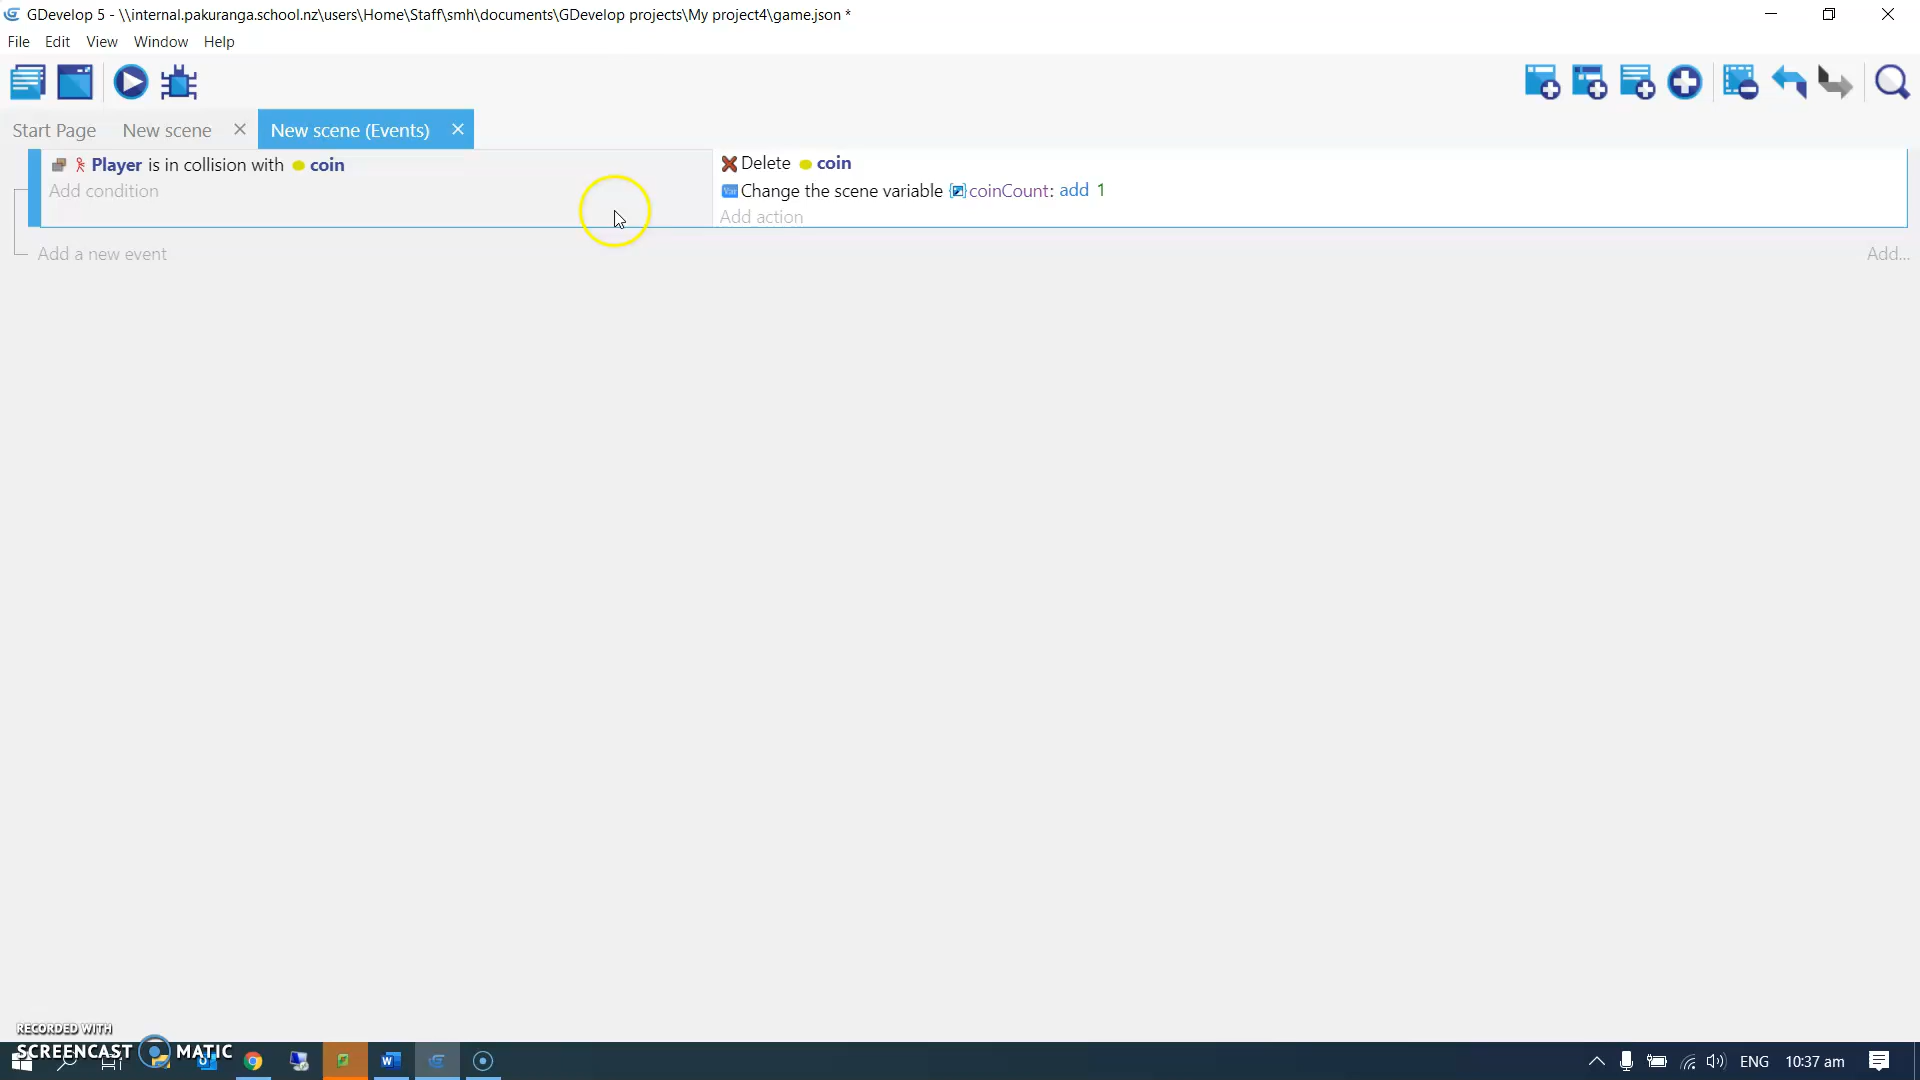 GDevelop 5 - \\internal.pakuranga.school.nz\users\Home\Staff\smh\documents\GDevelop projects\My project4\game.json *
File Edit View Window Help
Start Page New scene New scene (Events)
Player is in collision with coin
Add condition
Delete coin
Change the scene variable coinCount: add 1
Add action
Add a new event
Add...
RECORDED WITH
SCREENCAST MATIC
ENG 10:37 am